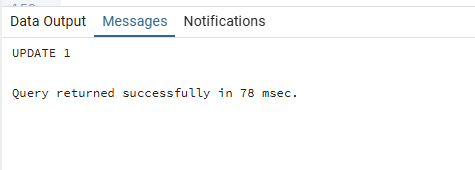 Data Output Messages Notifications
UPDATE 1
Query returned successfully in 78 msec.